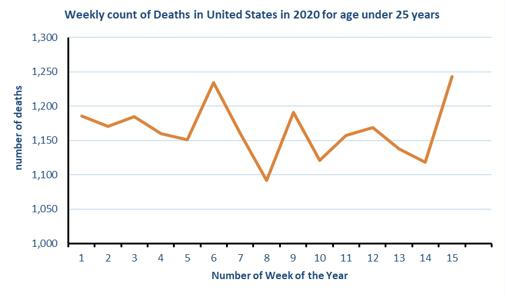 Weekly count of Deaths in United States in 2020 for age under 25 years
number of deaths
1,300
1,250
1,200
1,150
1,100
1,050
1,000
1 2 3 4 5 6 7 8 9 10 11 12 13 14 15
Number of Week of the Year